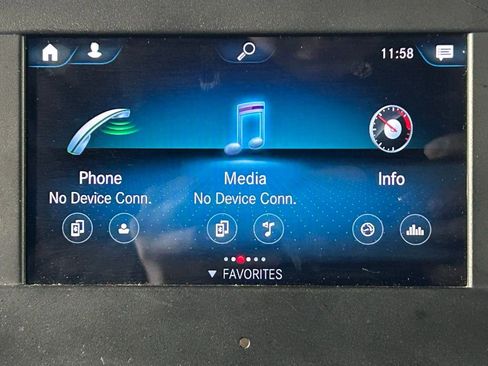 11:58
Phone
No Device Conn.
Media
No Device Conn.
Info
▼ FAVORITES